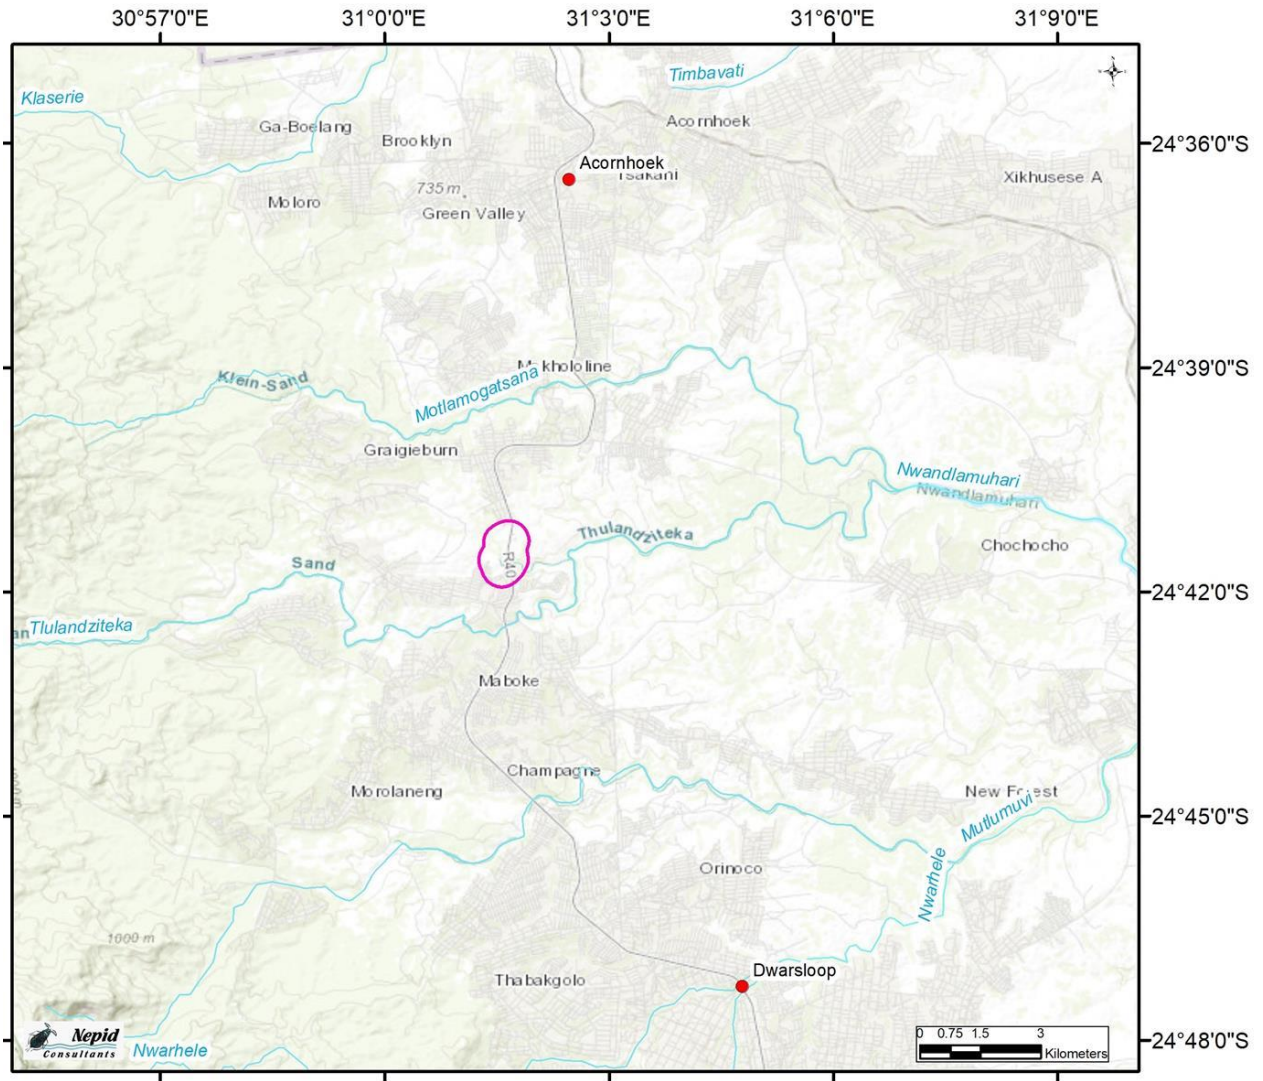 30°57'0"E 31°0'0"E 31°3'0"E 31°6'0"E 31°9'0"E
Timbavati
Klaserie
Acornhoek
Ga-Boelang
Brooklyn
24°36'0"S
Acornhoek
Tsakani
Xikhusese A
735 m
Moloro
Green Valley
24°39'0"S
Makhololine
Klein-Sand
Motlamogatsana
Graigieburn
Nwandlamuhari
Nwandlamuhari
Thulandziteka
Chochocho
R40
Sand
24°42'0"S
Tlulandziteka
Maboke
Champagne
Morolaneng
New Forest
24°45'0"S
Mutlumuvi
Orinoco
Nwarhele
1000 m
Dwarsloop
Thabakgolo
Nepid
Consultants
Nwarhele
0 0.75 1.5 3
Kilometers
24°48'0"S